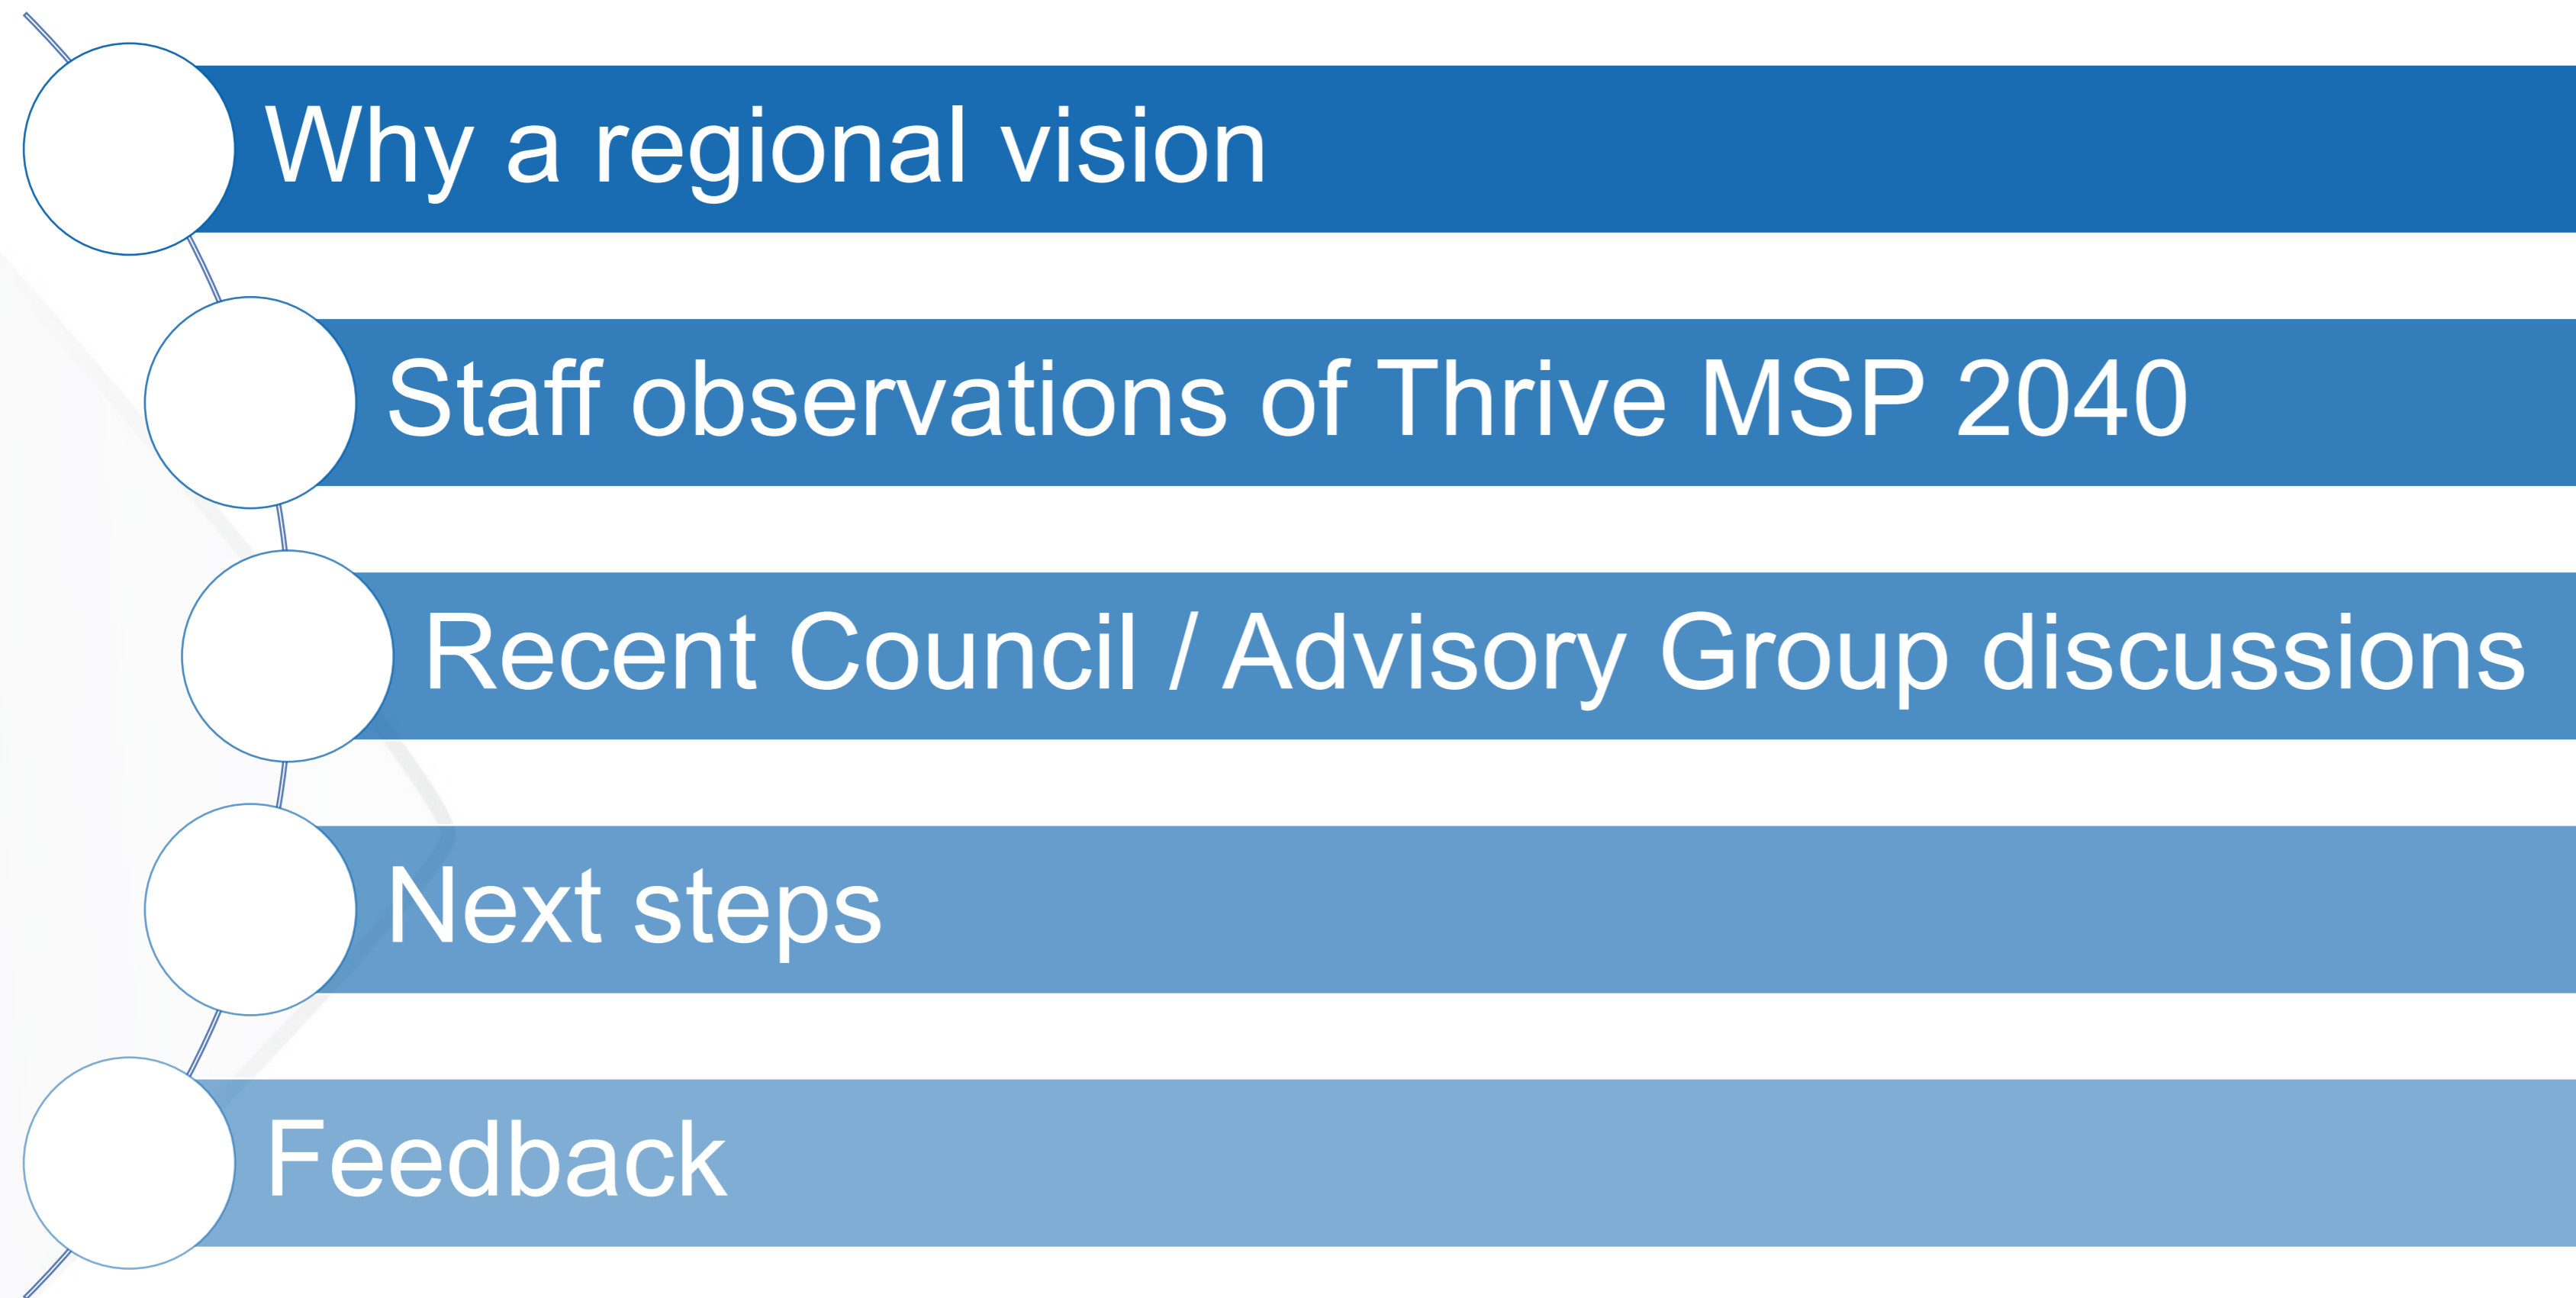 Why a regional vision
Staff observations of Thrive MSP 2040
Recent Council / Advisory Group discussions
Next steps
Feedback